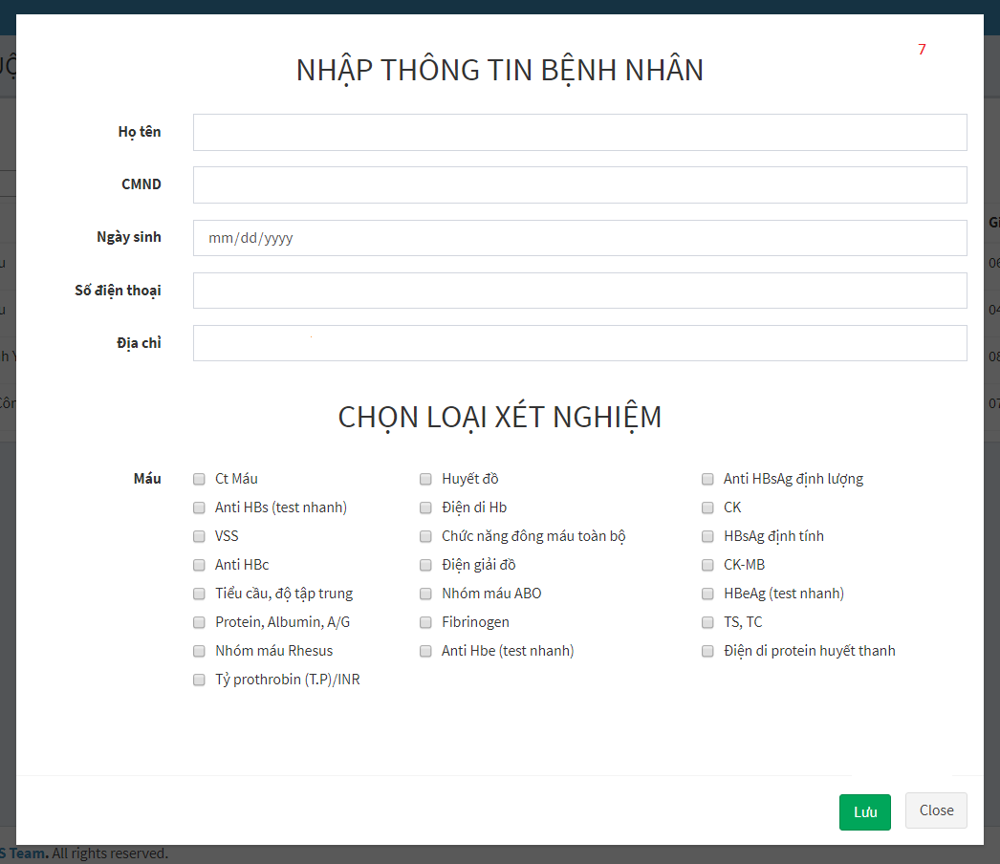 7
NHẬP THÔNG TIN BỆNH NHÂN
Họ tên
CMND
Ngày sinh
mm/dd/yyyy
Số điện thoại
Địa chỉ
CHỌN LOẠI XÉT NGHIỆM
Máu
Ct Máu Huyết đồ Anti HBsAg định lượng
Anti HBs (test nhanh) Điện di Hb CK
VSS Chức năng đông máu toàn bộ HBsAg định tính
Anti HBc Điện giải đồ CK-MB
Tiểu cầu, độ tập trung Nhóm máu ABO HBeAg (test nhanh)
Protein, Albumin, A/G Fibrinogen TS, TC
Nhóm máu Rhesus Anti Hbe (test nhanh) Điện di protein huyết thanh
Tỷ prothrobin (T.P)/INR
Lưu Close
S Team. All rights reserved.